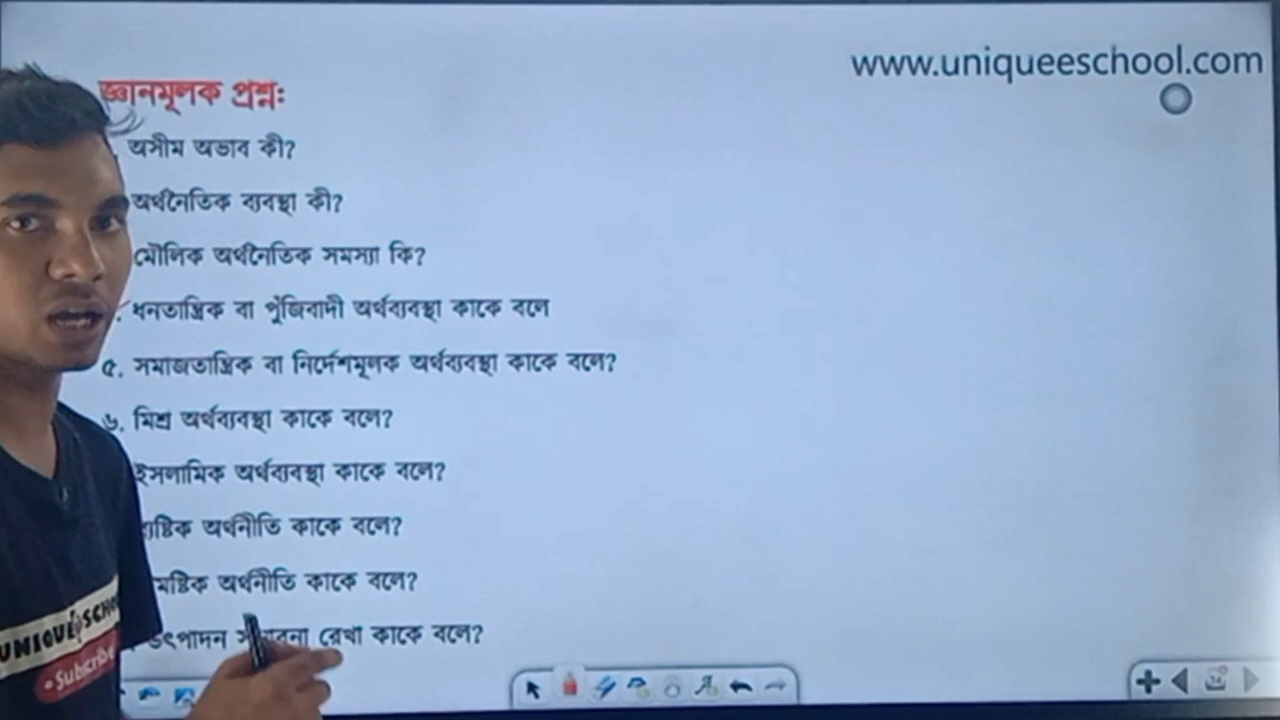 www.uniqueeschool.com
জ্ঞানমূলক প্রশ্ন:
অসীম অভাব কী?
অর্থনৈতিক ব্যবস্থা কী?
মৌলিক অর্থনৈতিক সমস্যা কি?
ধনতান্ত্রিক বা পুঁজিবাদী অর্থব্যবস্থা কাকে বলে
৫. সমাজতান্ত্রিক বা নির্দেশমূলক অর্থব্যবস্থা কাকে বলে?
৬. মিশ্র অর্থব্যবস্থা কাকে বলে?
ইসলামিক অর্থব্যবস্থা কাকে বলে?
অর্থনীতি কাকে বলে?
অর্থনীতি কাকে বলে?
উৎপাদন রেখা কাকে বলে?
UNIQUE SCHO
Subscribe